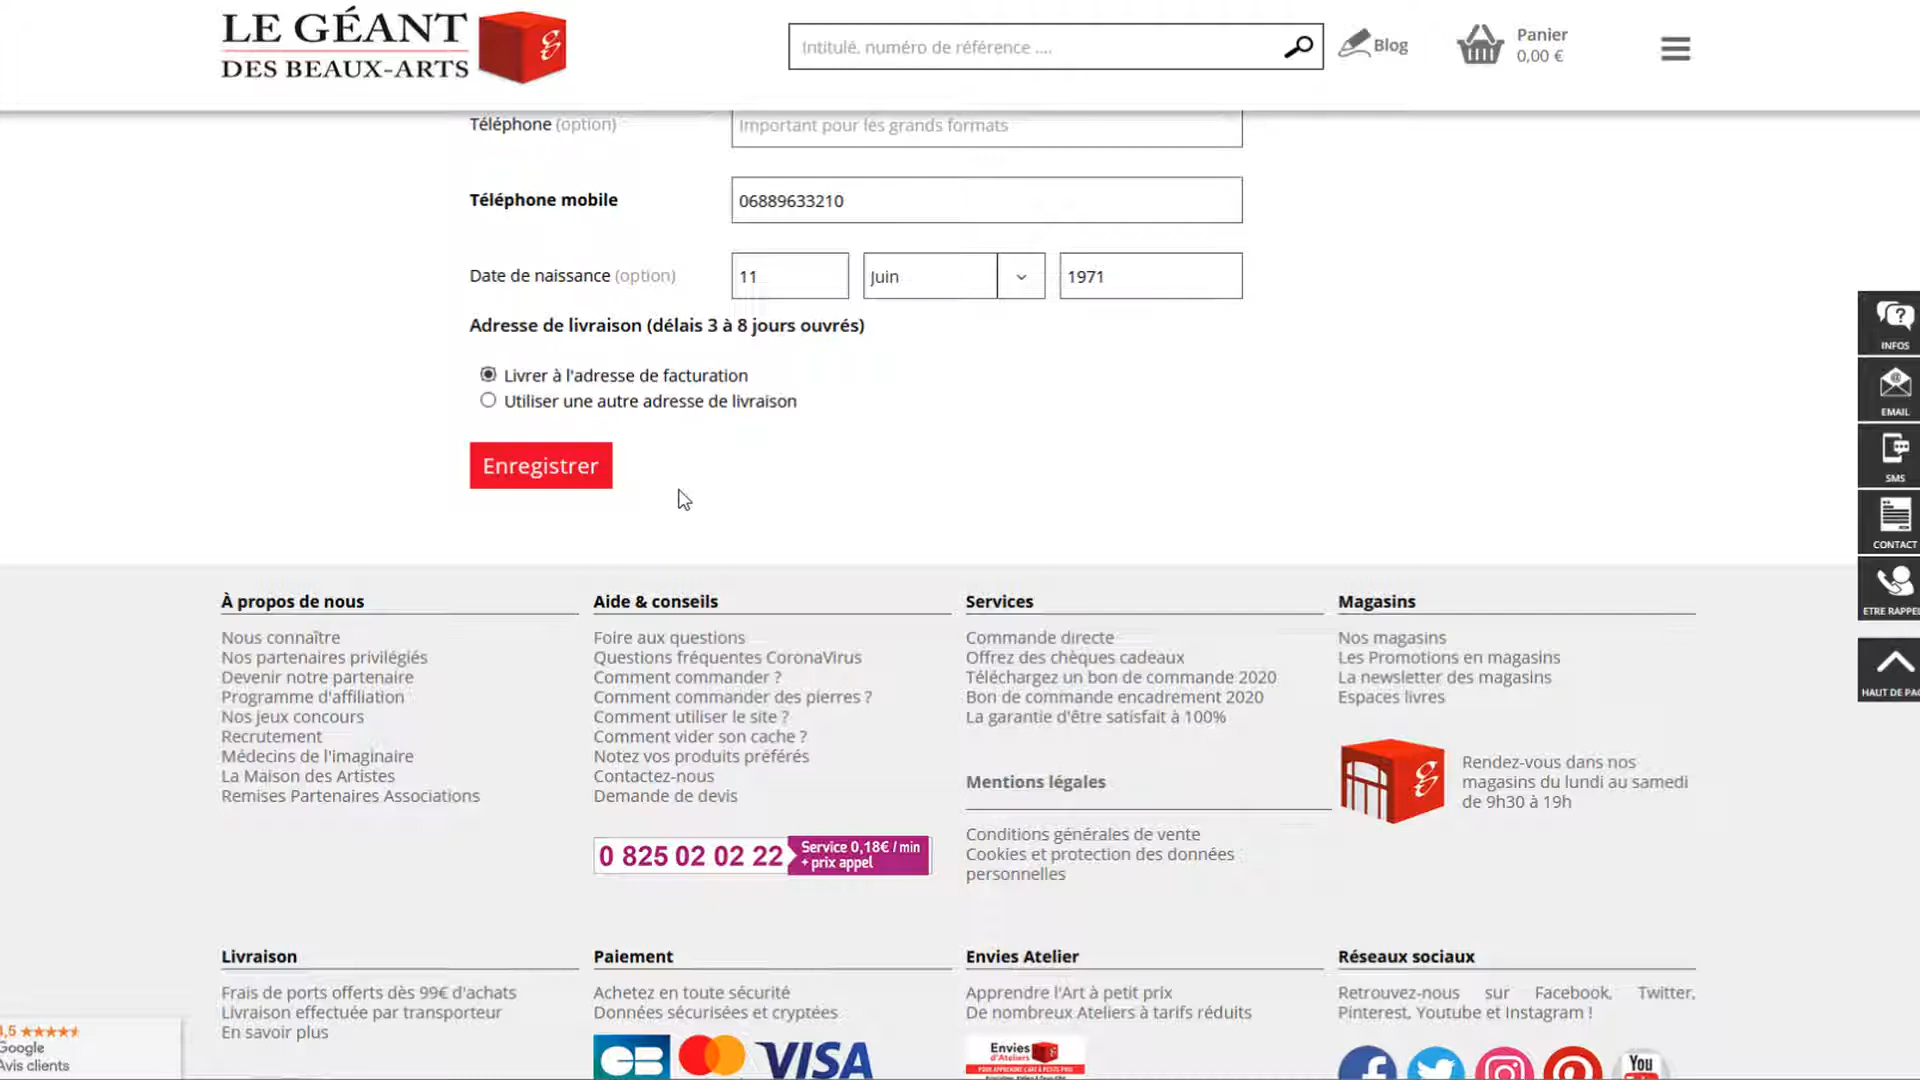 LE GÉANT
DES BEAUX-ARTS
Intitulé, numéro de référence ....
Blog
Panier
0,00 €
Téléphone (option)
Important pour les grands formats
Téléphone mobile
06889633210
Date de naissance (option)
11
Juin
1971
Adresse de livraison (délais 3 à 8 jours ouvrés)
Livrer à l'adresse de facturation
Utiliser une autre adresse de livraison
Enregistrer
INFOS
EMAIL
SMS
CONTACT
ETRE RAPPEL
HAUT DE PAG
À propos de nous
Nous connaître
Nos partenaires privilégiés
Devenir notre partenaire
Programme d'affiliation
Nos jeux concours
Recrutement
Médecins de l'imaginaire
La Maison des Artistes
Remises Partenaires Associations
Aide & conseils
Foire aux questions
Questions fréquentes CoronaVirus
Comment commander ?
Comment commander des pierres ?
Comment utiliser le site ?
Comment vider son cache ?
Notez vos produits préférés
Contactez-nous
Demande de devis
0 825 02 02 22
Service 0,18€ / min
+ prix appel
Services
Commande directe
Offrez des chèques cadeaux
Téléchargez un bon de commande 2020
Bon de commande encadrement 2020
La garantie d'être satisfait à 100%
Mentions légales
Conditions générales de vente
Cookies et protection des données
personnelles
Magasins
Nos magasins
Les Promotions en magasins
La newsletter des magasins
Espaces livres
Rendez-vous dans nos
magasins du lundi au samedi
de 9h30 à 19h
Livraison
Frais de ports offerts dès 99€ d'achats
Livraison effectuée par transporteur
En savoir plus
Paiement
Achetez en toute sécurité
Données sécurisées et cryptées
CB
VISA
Envies Atelier
Apprendre l'Art à petit prix
De nombreux Ateliers à tarifs réduits
Envies
d'Ateliers
Réseaux sociaux
Retrouvez-nous sur Facebook, Twitter,
Pinterest, Youtube et Instagram !
You
4,5
Google
Avis clients